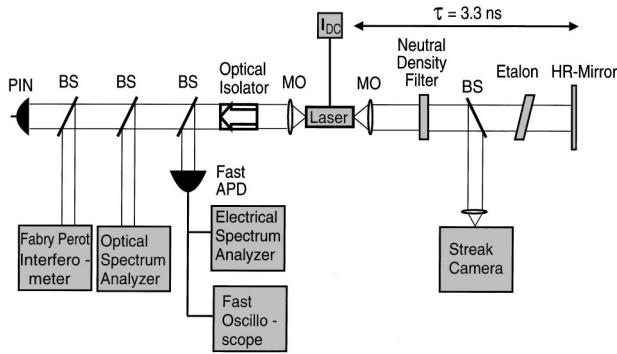 I_DC
τ = 3.3 ns
Neutral
Density
Filter
Etalon
HR-Mirror
PIN
BS
BS
BS
Optical
Isolator
MO
MO
BS
Laser
Fast
APD
Fabry Perot
Interfero -
meter
Optical
Spectrum
Analyzer
Electrical
Spectrum
Analyzer
Streak
Camera
Fast
Oscillo -
scope